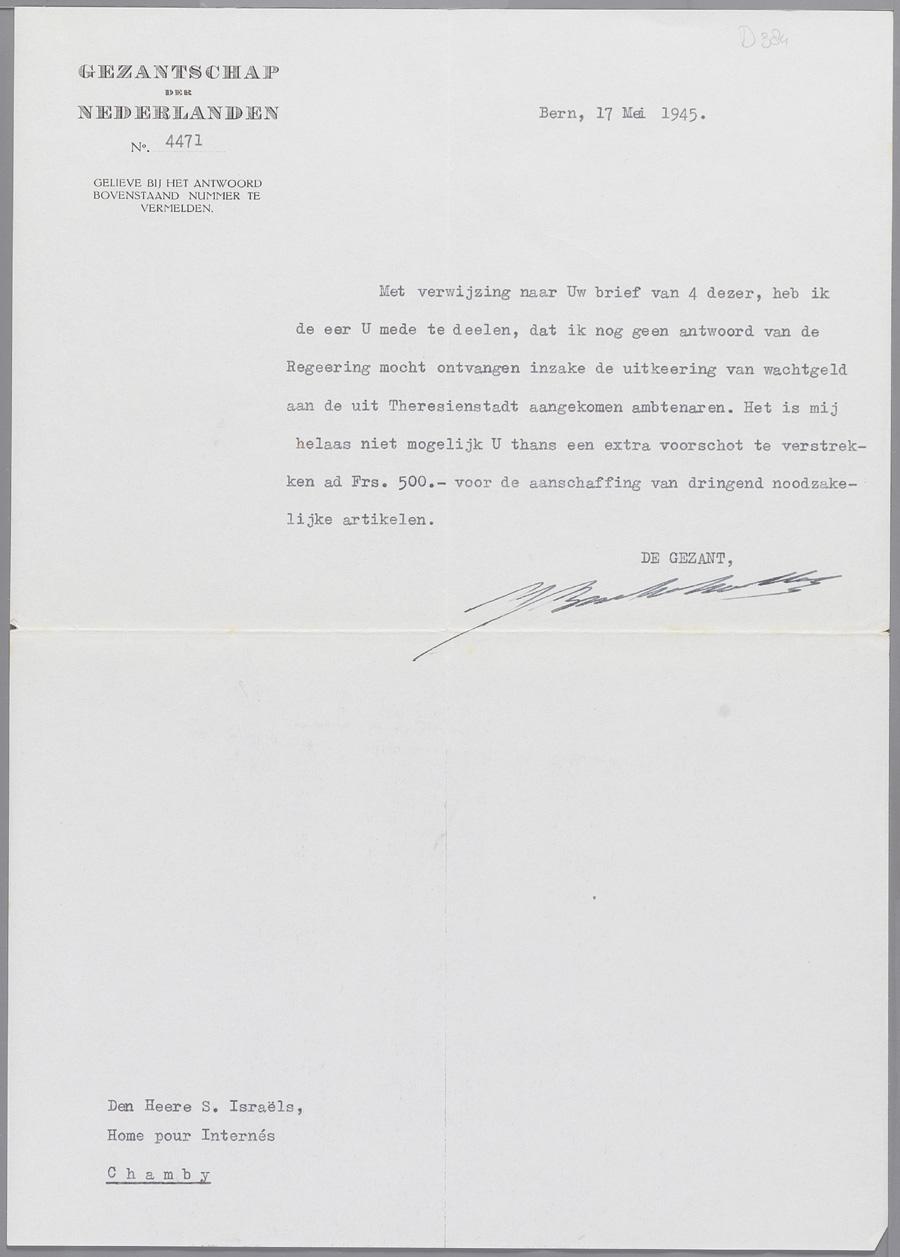 D 384
GEZANTSCHAP
DER
NEDERLANDEN
No. 4471
GELIEVE BIJ HET ANTWOORD
BOVENSTAAND NUMMER TE
VERMELDEN.
Bern, 17 Mei 1945.
Met verwijzing naar Uw brief van 4 dezer, heb ik
de eer U mede te deelen, dat ik nog geen antwoord van de
Regeering mocht ontvangen inzake de uitkeering van wachtgeld
aan de uit Theresienstadt aangekomen ambtenaren. Het is mij
helaas niet mogelijk U thans een extra voorschot te verstrek-
ken ad Frs. 500.- voor de aanschaffing van dringend noodzake-
lijke artikelen.
DE GEZANT,
Den Heere S. Israëls,
Home pour Internés
C h a m b y